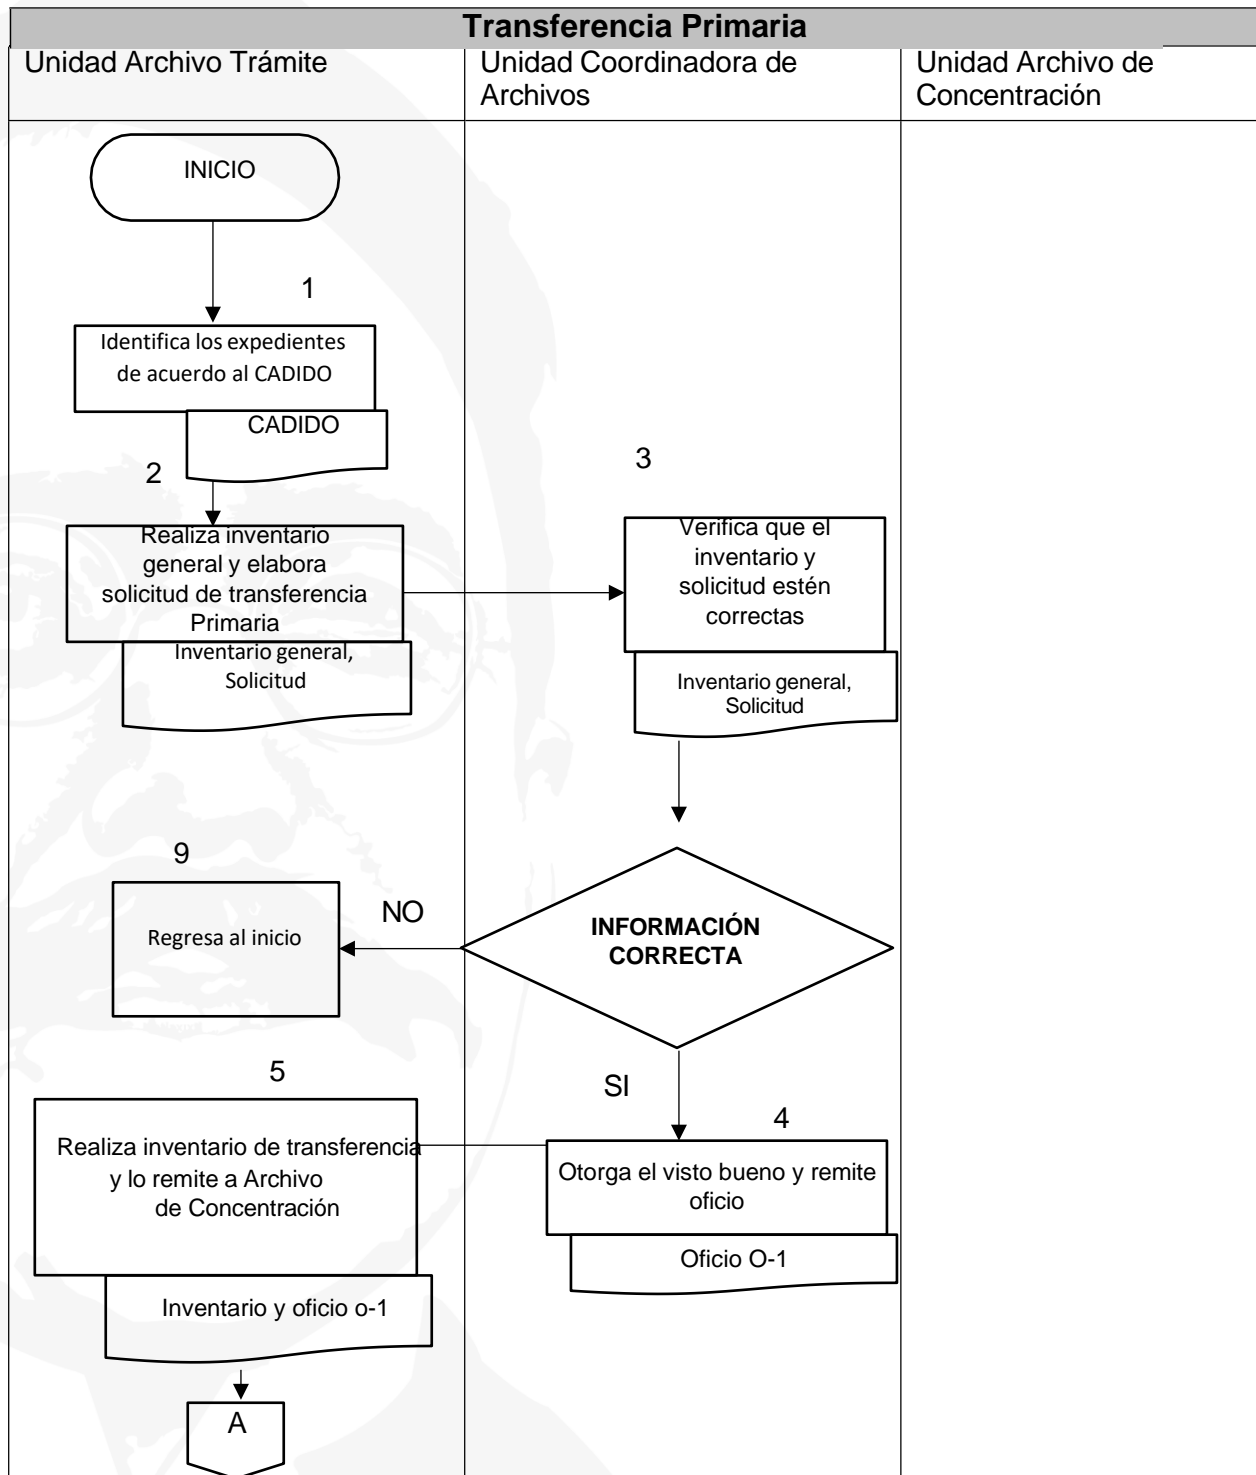 Transferencia Primaria
Unidad Archivo Trámite
Unidad Coordinadora de
Archivos
Unidad Archivo de
Concentración
INICIO
1
Identifica los expedientes
de acuerdo al CADIDO
CADIDO
2
Realiza inventario
general y elabora
solicitud de transferencia
Primaria
Inventario general,
Solicitud
3
Verifica que el
inventario y
solicitud estén
correctas
Inventario general,
Solicitud
INFORMACIÓN
CORRECTA
NO
9
Regresa al inicio
SI
4
Otorga el visto bueno y remite
oficio
Oficio O-1
5
Realiza inventario de transferencia
y lo remite a Archivo
de Concentración
Inventario y oficio o-1
A